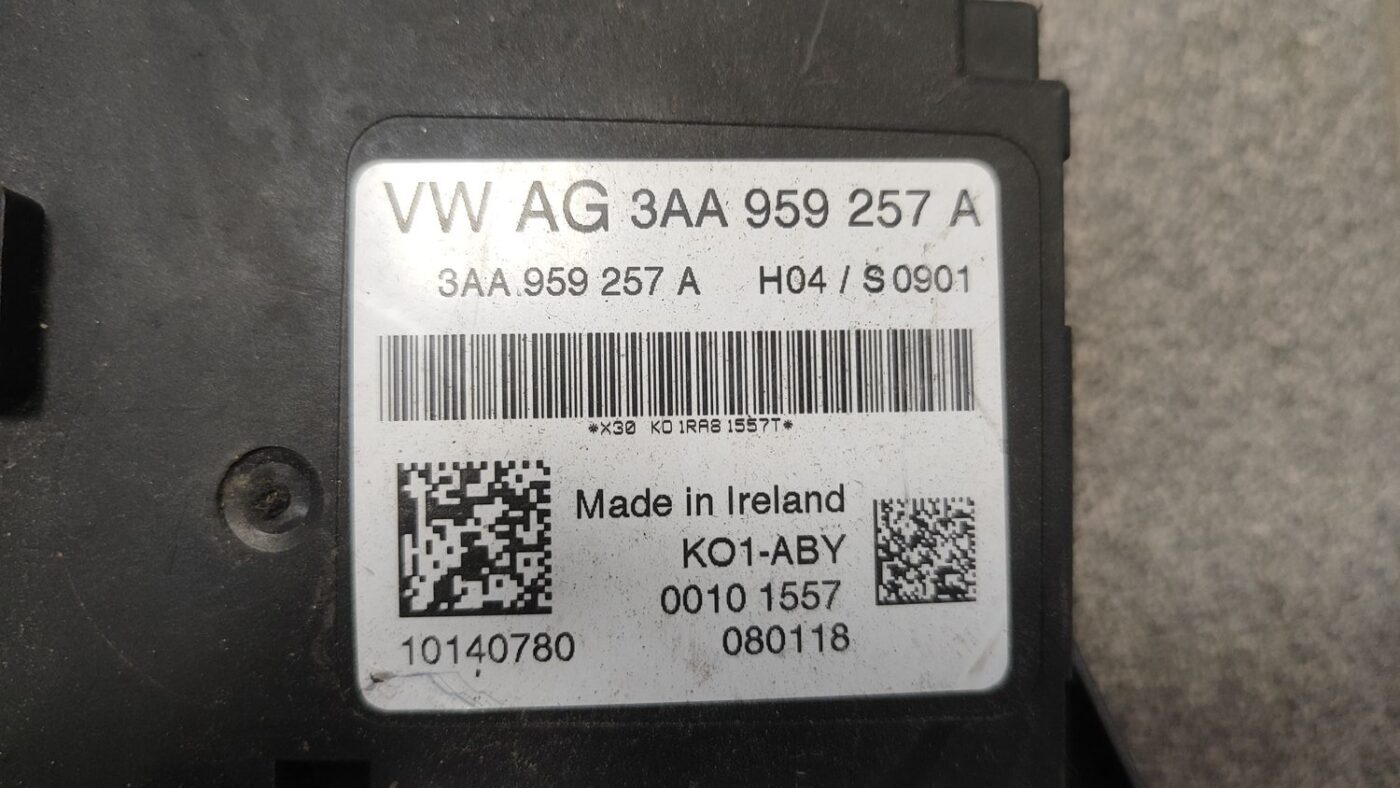 VW AG 3AA 959 257 A
3AA 959 257 A H04 / S 0901
*X30 KO1RA81557T*
Made in Ireland
KO1-ABY
0010 1557
10140780 080118